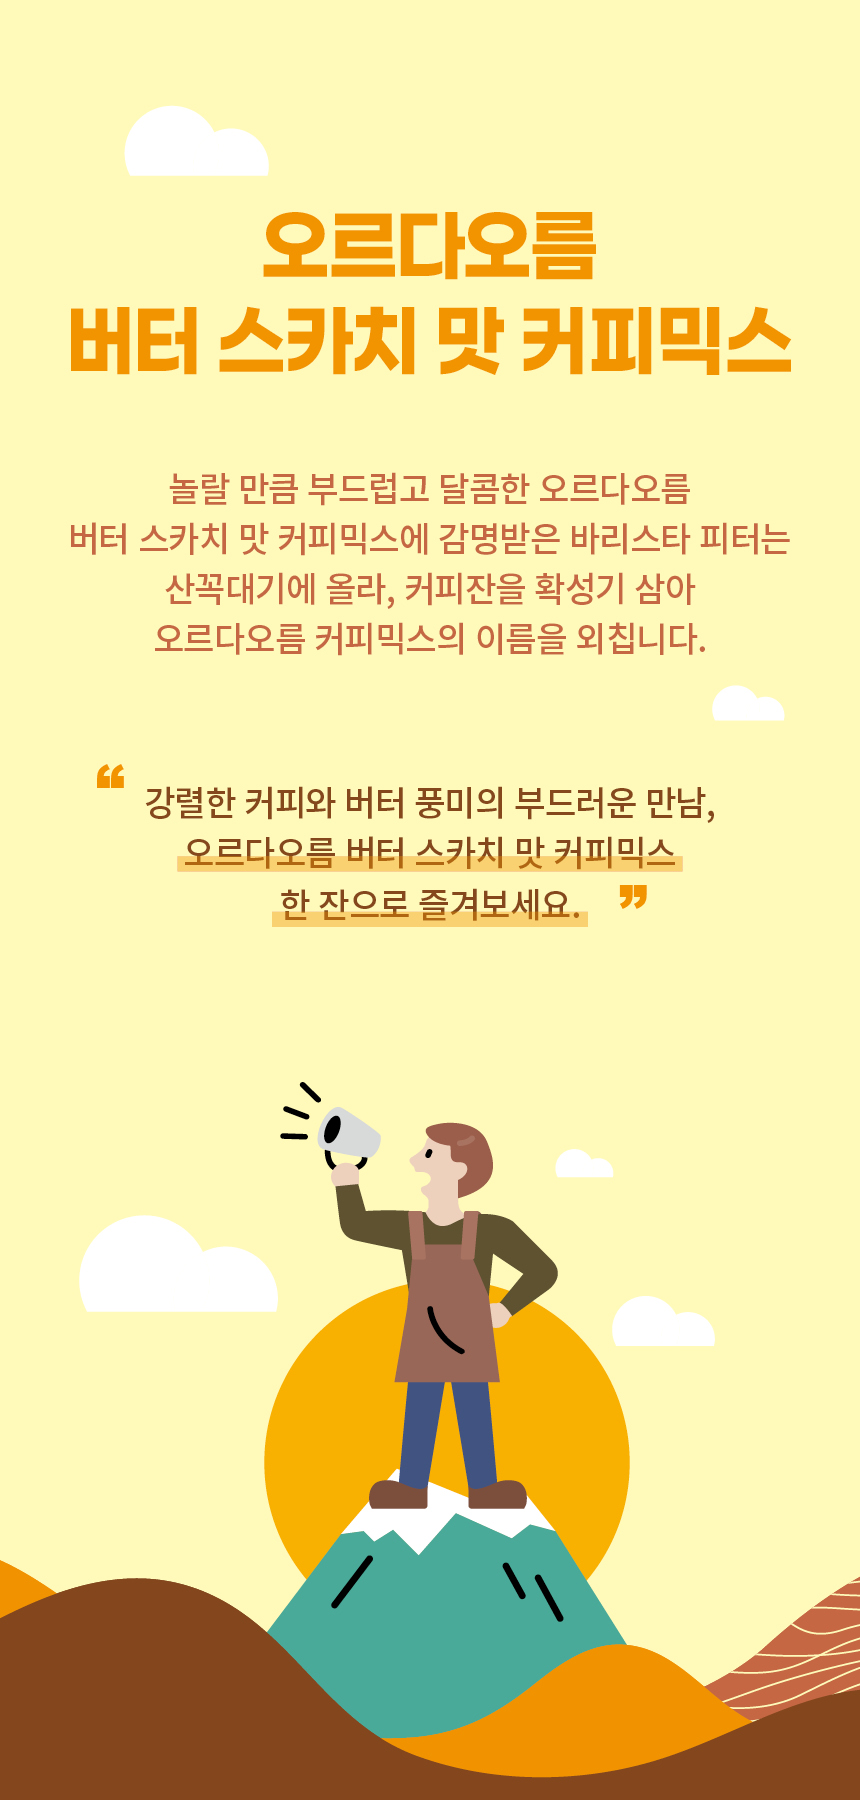 오르다오름
버터 스카치 맛 커피믹스
놀랄 만큼 부드럽고 달콤한 오르다오름
버터 스카치 맛 커피믹스에 감명받은 바리스타 피터는
산꼭대기에 올라, 커피잔을 확성기 삼아
오르다오름 커피믹스의 이름을 외칩니다.
“ 강렬한 커피와 버터 풍미의 부드러운 만남,
오르다오름 버터 스카치 맛 커피믹스
한 잔으로 즐겨보세요. ”